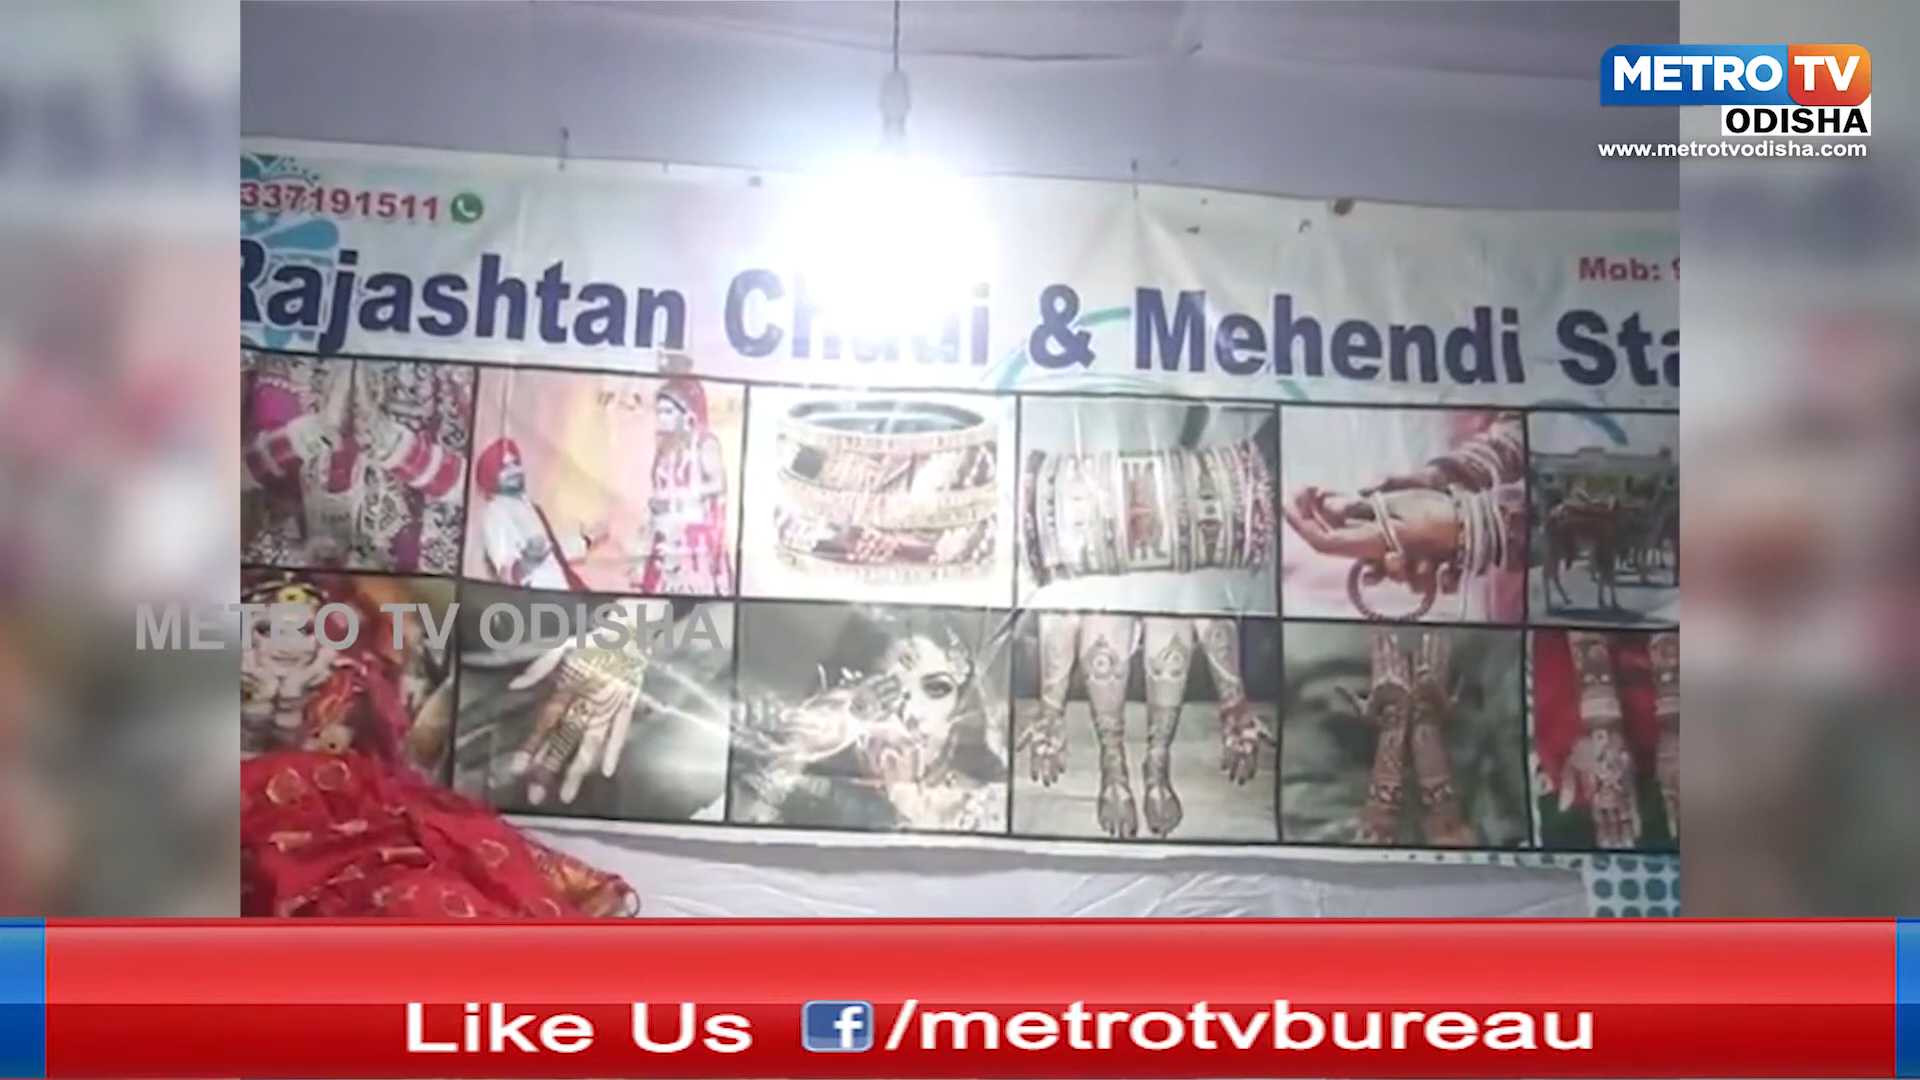 METRO TV
ODISHA
www.metrotvodisha.com
337191511
Mob:
Rajashtan & Mehendi
METRO TV ODISHA
Like Us f/metrotvbureau